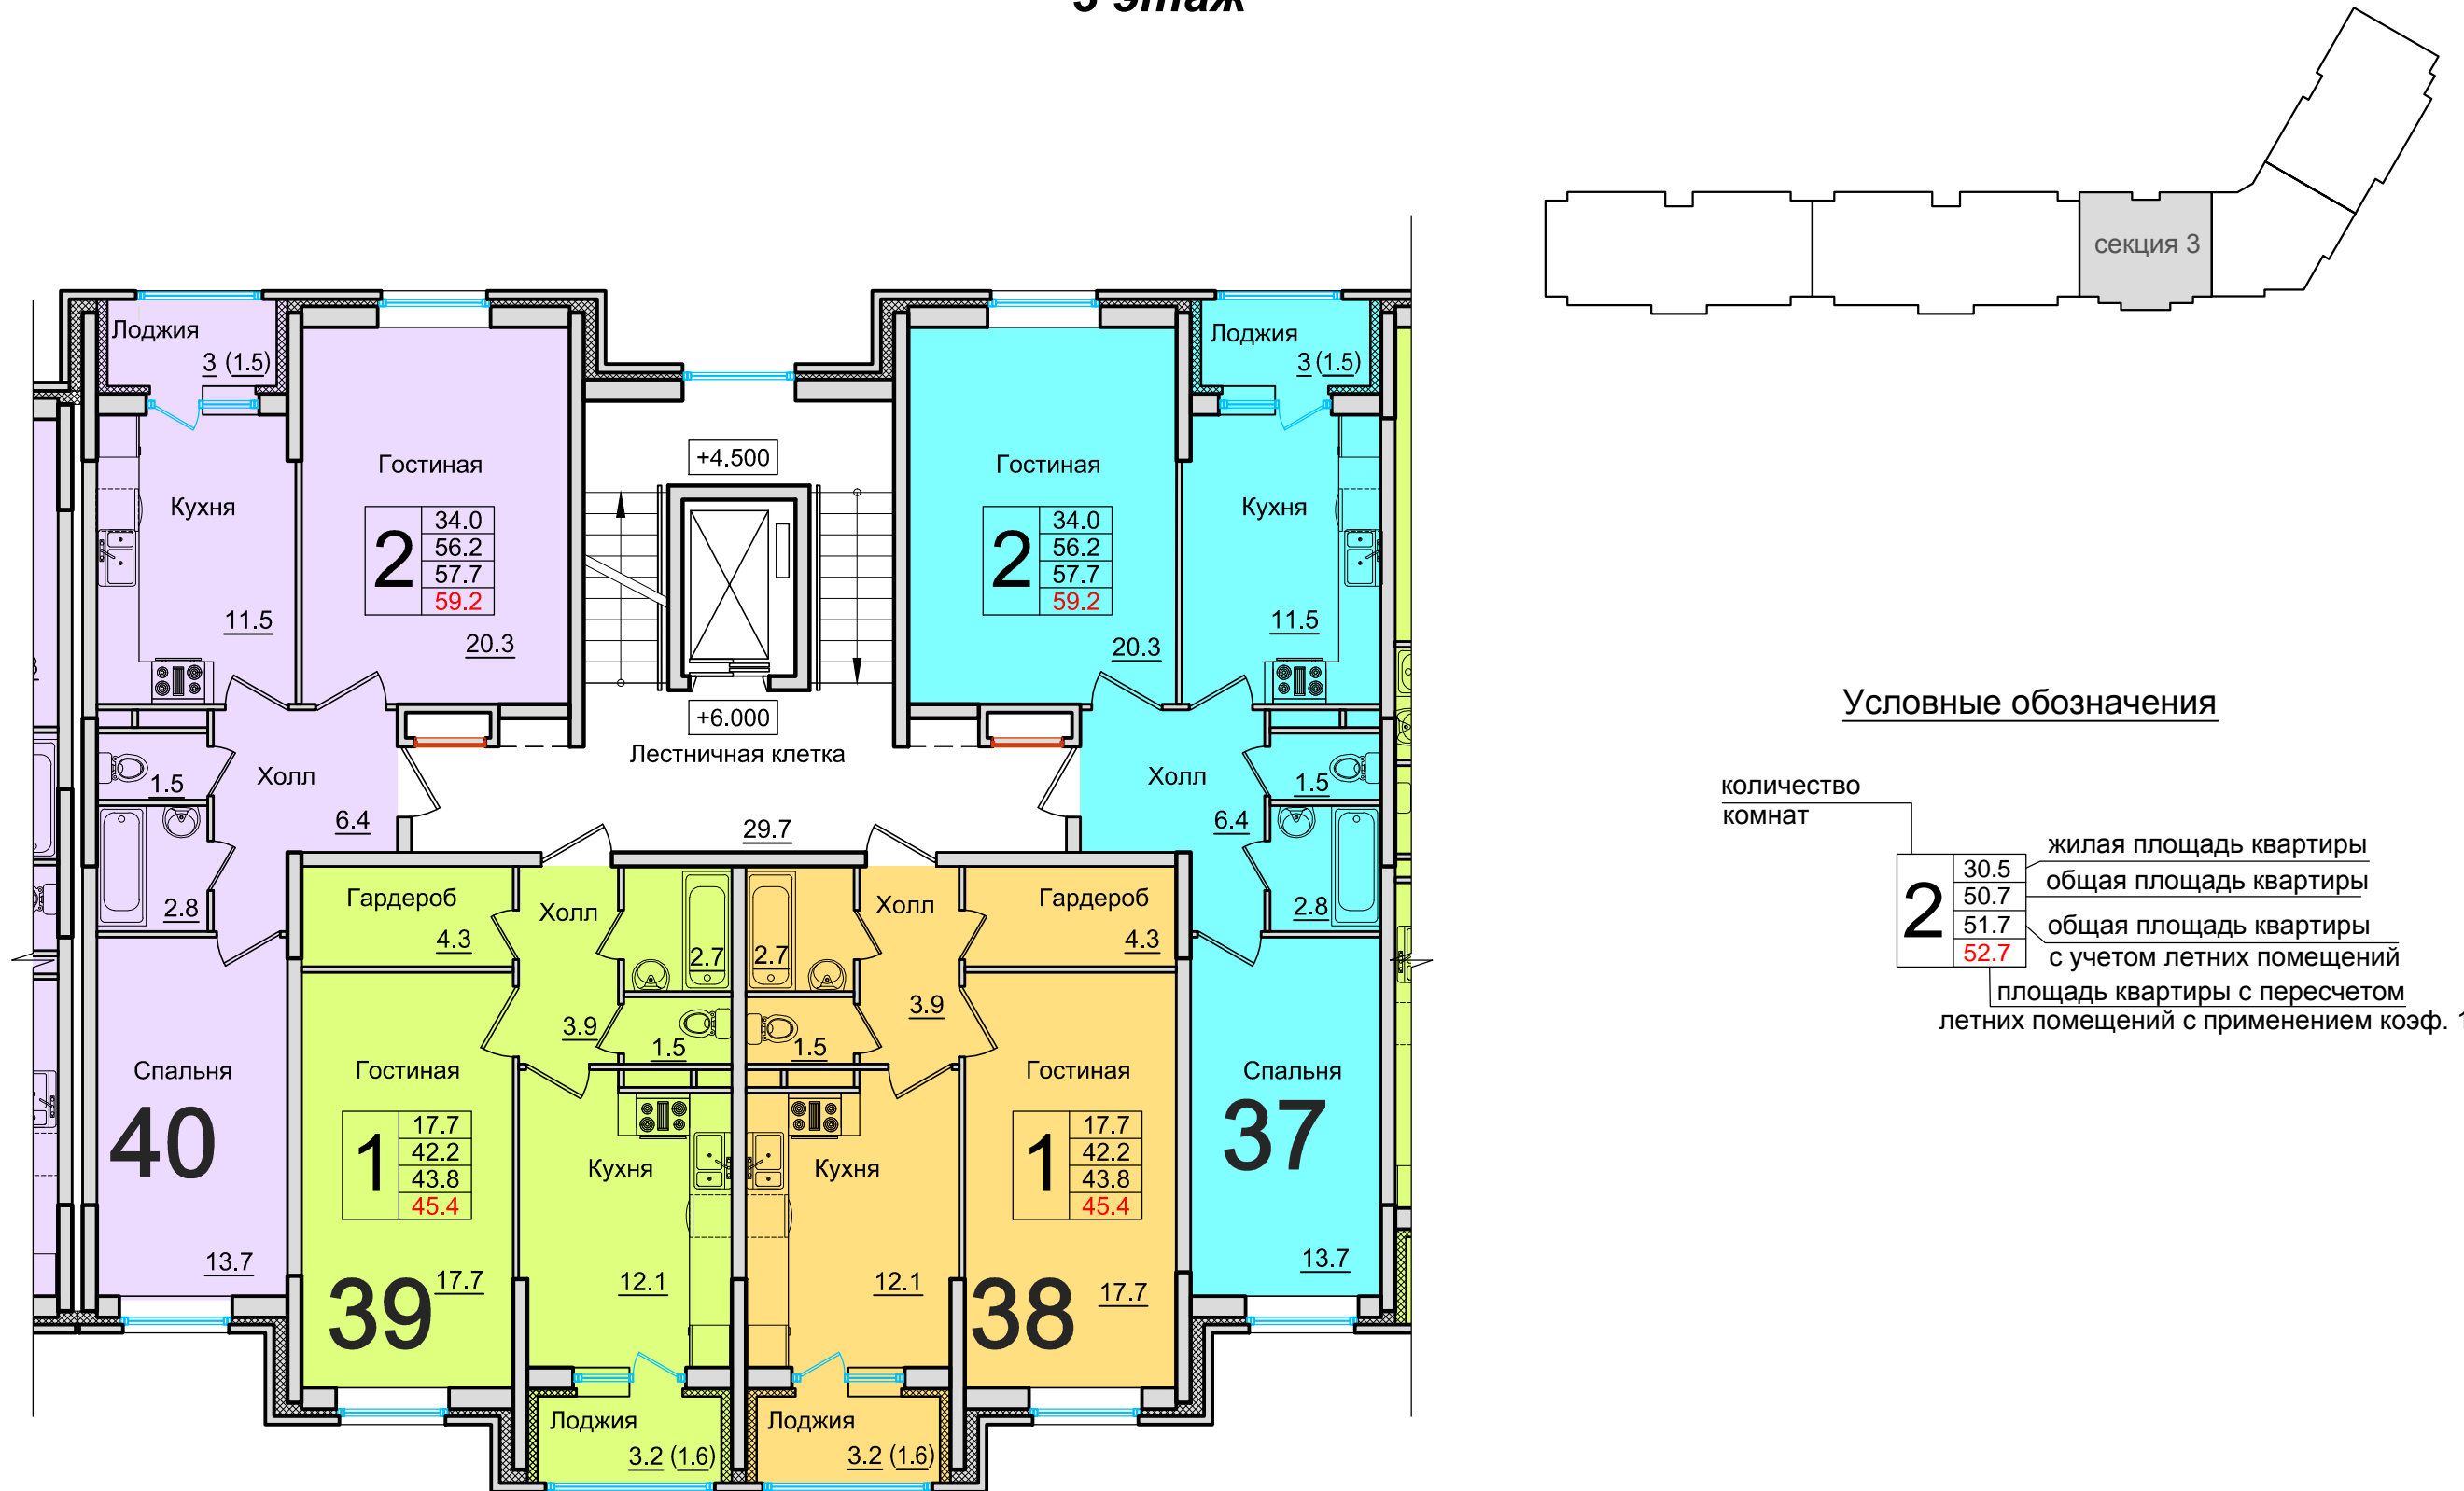 3 этаж
секция 3
Лоджия
3 (1.5)
Лоджия
3 (1.5)
Гостиная
+4.500
Гостиная
Кухня
Кухня
2
34.0
56.2
57.7
59.2
2
34.0
56.2
57.7
59.2
11.5
20.3
20.3
11.5
+6.000
Лестничная клетка
29.7
1.5
Холл
6.4
2.8
Холл
6.4
1.5
2.8
Гардероб
4.3
Холл
3.9
2.7
1.5
2.7
1.5
Холл
3.9
Гардероб
4.3
Спальня
40
13.7
Гостиная
1
17.7
42.2
43.8
45.4
39
17.7
Кухня
12.1
Кухня
12.1
Гостиная
1
17.7
42.2
43.8
45.4
38
17.7
Спальня
37
13.7
Лоджия
3.2 (1.6)
Лоджия
3.2 (1.6)
Условные обозначения
количество
комнат
2
30.5
50.7
51.7
52.7
жилая площадь квартиры
общая площадь квартиры
общая площадь квартиры
с учетом летних помещений
площадь квартиры с пересчетом
летних помещений с применением коэф. 1